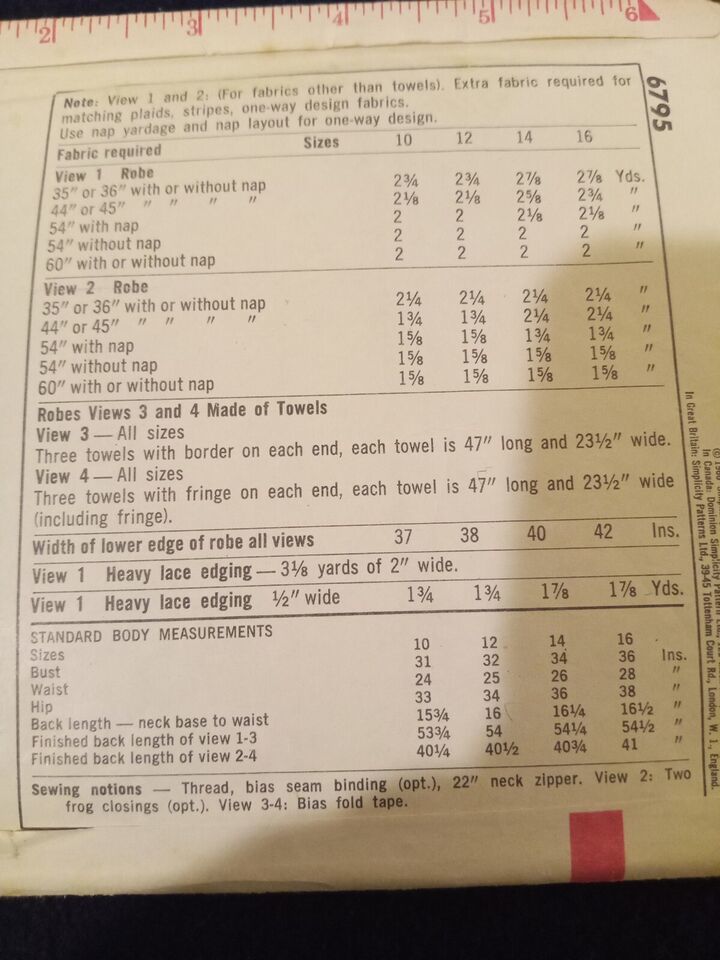 2 3 4 5 6
6795
Note: View 1 and 2: (For fabrics other than towels). Extra fabric required for
matching plaids, stripes, one-way design fabrics.
Use nap yardage and nap layout for one-way design.
Fabric required Sizes 10 12 14 16
View 1 Robe
35" or 36" with or without nap 2¾ 2¾ 2⅞ 2⅞ Yds.
44" or 45" " " " " 2⅛ 2⅛ 2⅝ 2¾ "
54" with nap 2 2 2⅛ 2⅛ "
54" without nap 2 2 2 2 "
60" with or without nap 2 2 2 2 "
View 2 Robe
35" or 36" with or without nap 2¼ 2¼ 2¼ 2¼ "
44" or 45" " " " " 1¾ 1¾ 2¼ 2¼ "
54" with nap 1⅝ 1⅝ 1¾ 1¾ "
54" without nap 1⅝ 1⅝ 1⅝ 1⅝ "
60" with or without nap 1⅝ 1⅝ 1⅝ 1⅝ "
Robes Views 3 and 4 Made of Towels
View 3 — All sizes
Three towels with border on each end, each towel is 47" long and 23½" wide.
View 4 — All sizes
Three towels with fringe on each end, each towel is 47" long and 23½" wide
(including fringe).
Width of lower edge of robe all views 37 38 40 42 Ins.
View 1 Heavy lace edging — 3⅛ yards of 2" wide.
View 1 Heavy lace edging ½" wide 1¾ 1¾ 1⅞ 1⅞ Yds.
STANDARD BODY MEASUREMENTS
Sizes 10 12 14 16
Bust 31 32 34 36 Ins.
Waist 24 25 26 28 "
Hip 33 34 36 38 "
Back length — neck base to waist 15¾ 16 16¼ 16½ "
Finished back length of view 1-3 53¾ 54 54¼ 54½ "
Finished back length of view 2-4 40¼ 40½ 40¾ 41 "
Sewing notions — Thread, bias seam binding (opt.), 22" neck zipper. View 2: Two
frog closings (opt.). View 3-4: Bias fold tape.
In Canada: Dominion Simplicity
In Great Britain: Simplicity Patterns Ltd., 39-45 Tottenham Court Rd., London, W. 1., England.